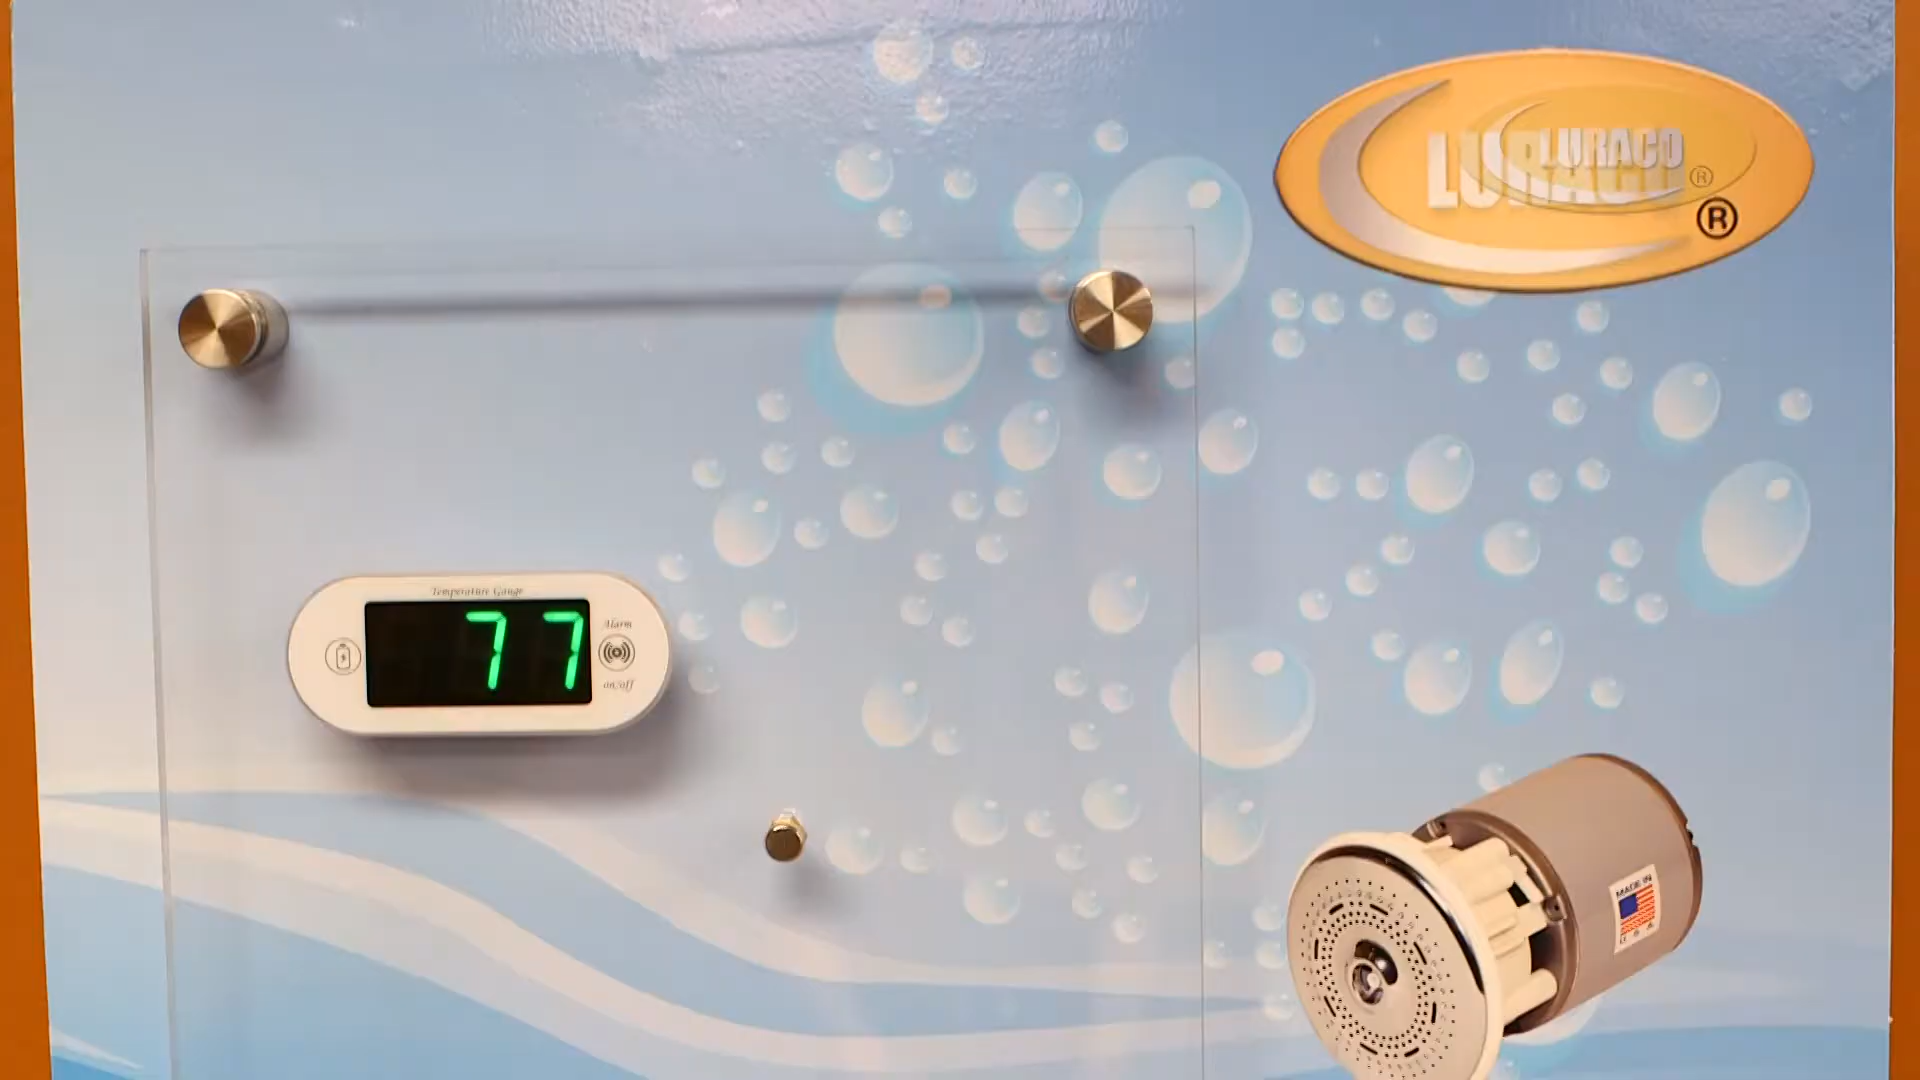 LURACO
®
LURACO
®
Temperature Gauge
77
Alarm
on/off
MADE IN